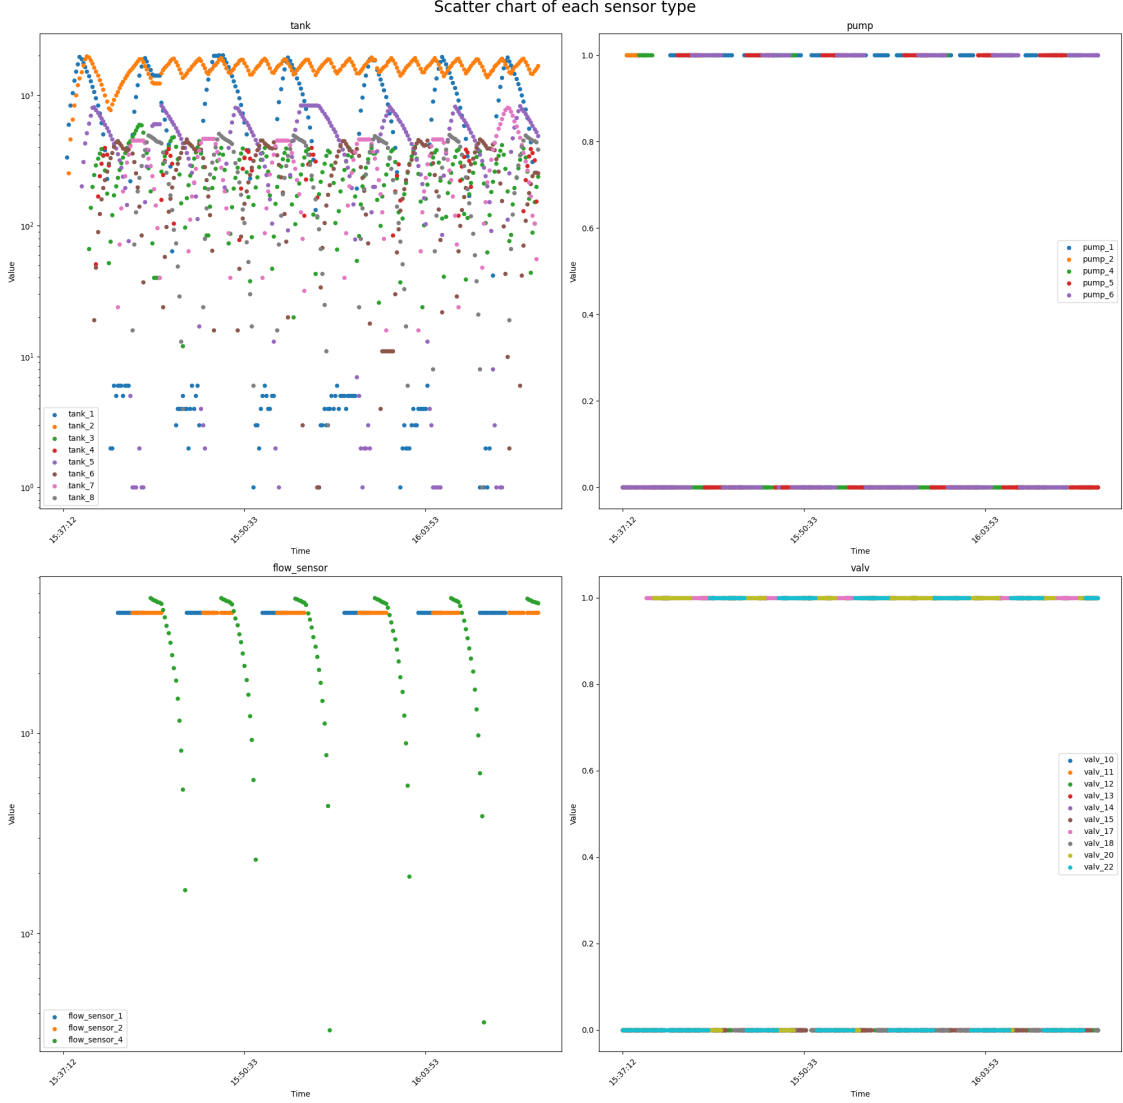 Scatter chart of each sensor type
tank
Value
10³
10²
10¹
10⁰
tank_1
tank_2
tank_3
tank_4
tank_5
tank_6
tank_7
tank_8
15:37:12
15:50:33
16:03:53
Time
pump
Value
1.0
0.8
0.6
0.4
0.2
0.0
pump_1
pump_2
pump_4
pump_5
pump_6
15:37:12
15:50:33
16:03:53
Time
flow_sensor
Value
10³
10²
flow_sensor_1
flow_sensor_2
flow_sensor_4
15:37:12
15:50:33
16:03:53
Time
valv
Value
1.0
0.8
0.6
0.4
0.2
0.0
valv_10
valv_11
valv_12
valv_13
valv_14
valv_15
valv_17
valv_18
valv_20
valv_22
15:37:12
15:50:33
16:03:53
Time